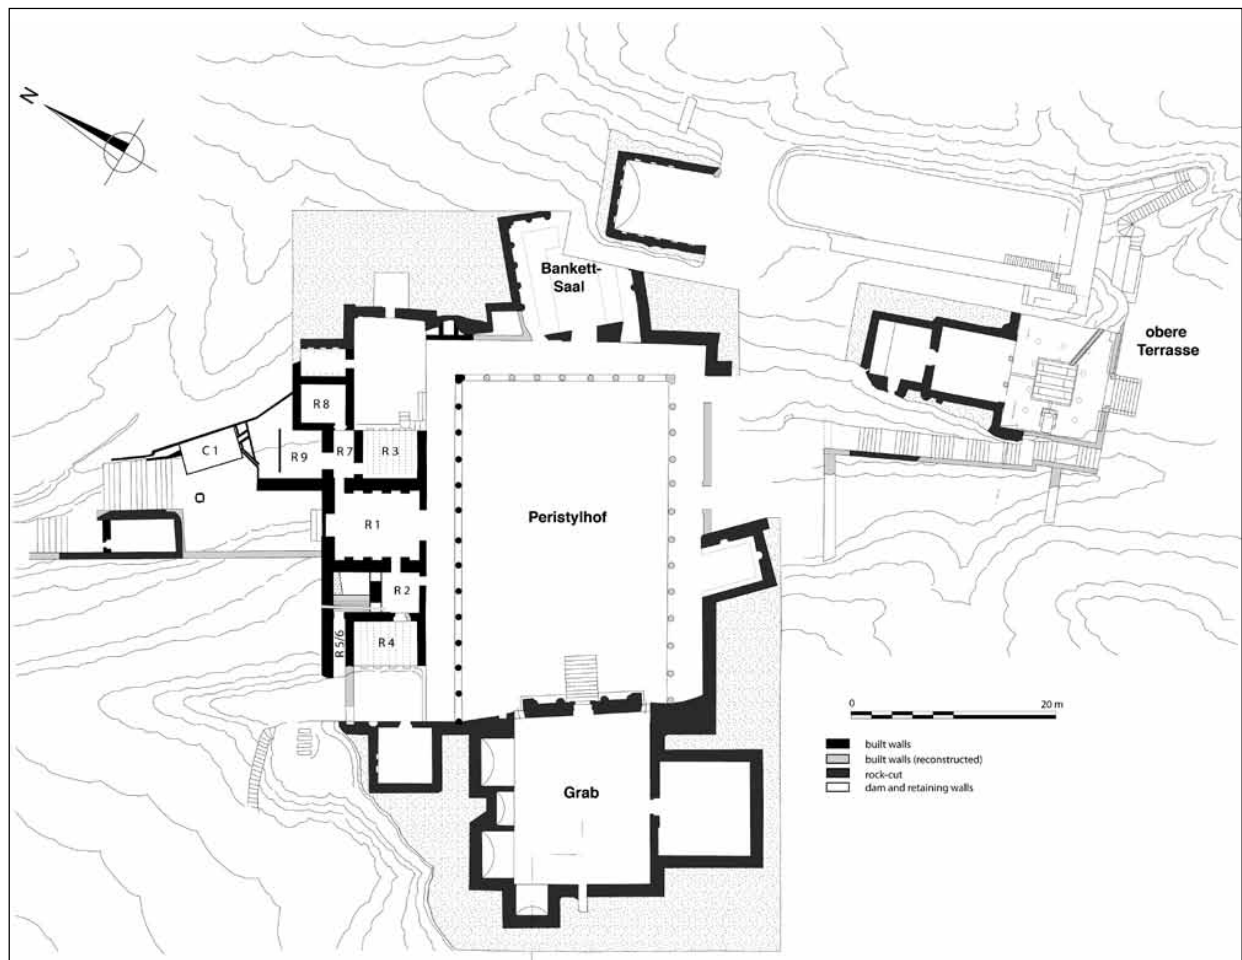 N
Bankett-
Saal
obere
Terrasse
R 8
C 1
R 9
R 7
R 3
R 1
Peristylhof
R 2
R 5/6
R 4
0 20 m
built walls
built walls (reconstructed)
rock-cut
dam and retaining walls
Grab